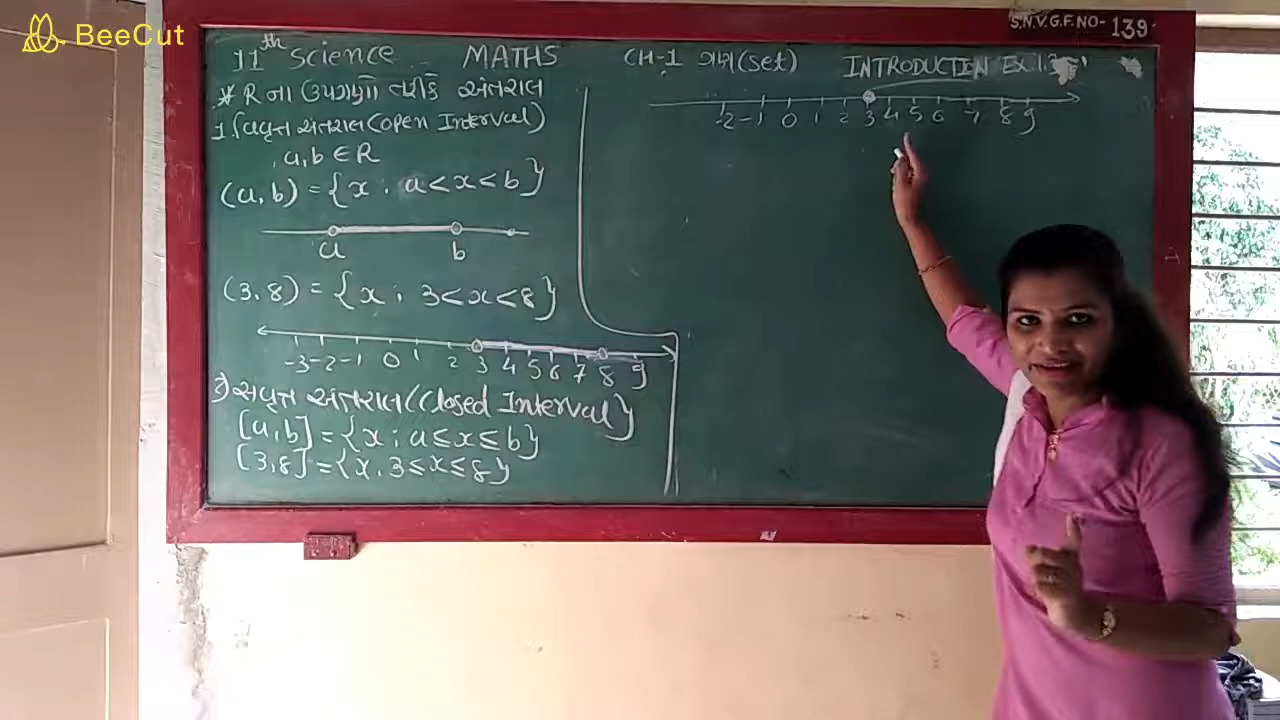 BeeCut
S.N.V.G.F.NO- 139
11th Science MATHS CH-1 ગણ(Set) INTRODUCTION Ex 1.3
* R ના ઉપગણો તરીકે અંતરાલ
1) વિવૃત્ત અંતરાલ (open Interval)
a,b ∈ R
(a,b) = {x : a<x<b}
a b
(3,8) = {x ; 3<x<8}
-3 -2 -1 0 1 2 3 4 5 6 7 8 9
2) સંવૃત્ત અંતરાલ (Closed Interval)
[a,b] = {x ; a≤x≤b}
[3,8] = {x. 3≤x≤8}
-2 -1 0 1 2 3 4 5 6 7 8 9